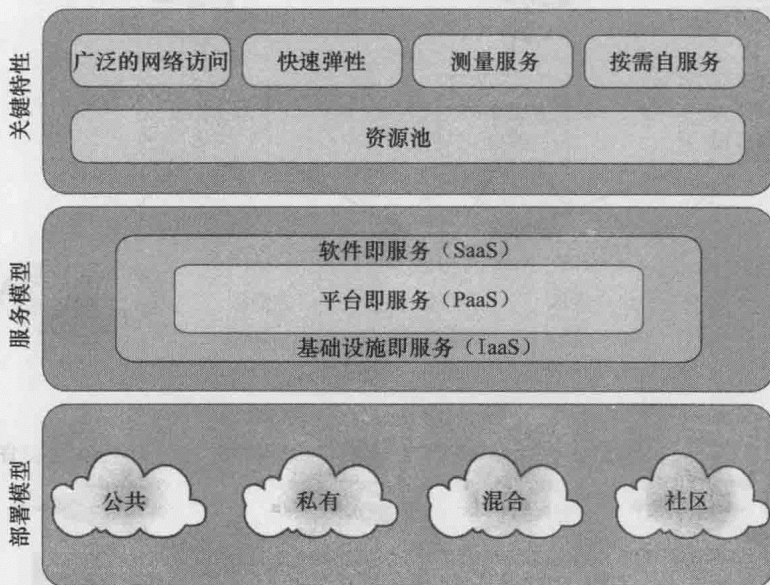 关键特性
广泛的网络访问
快速弹性
测量服务
按需自服务
资源池
服务模型
软件即服务（SaaS）
平台即服务（PaaS）
基础设施即服务（IaaS）
部署模型
公共
私有
混合
社区